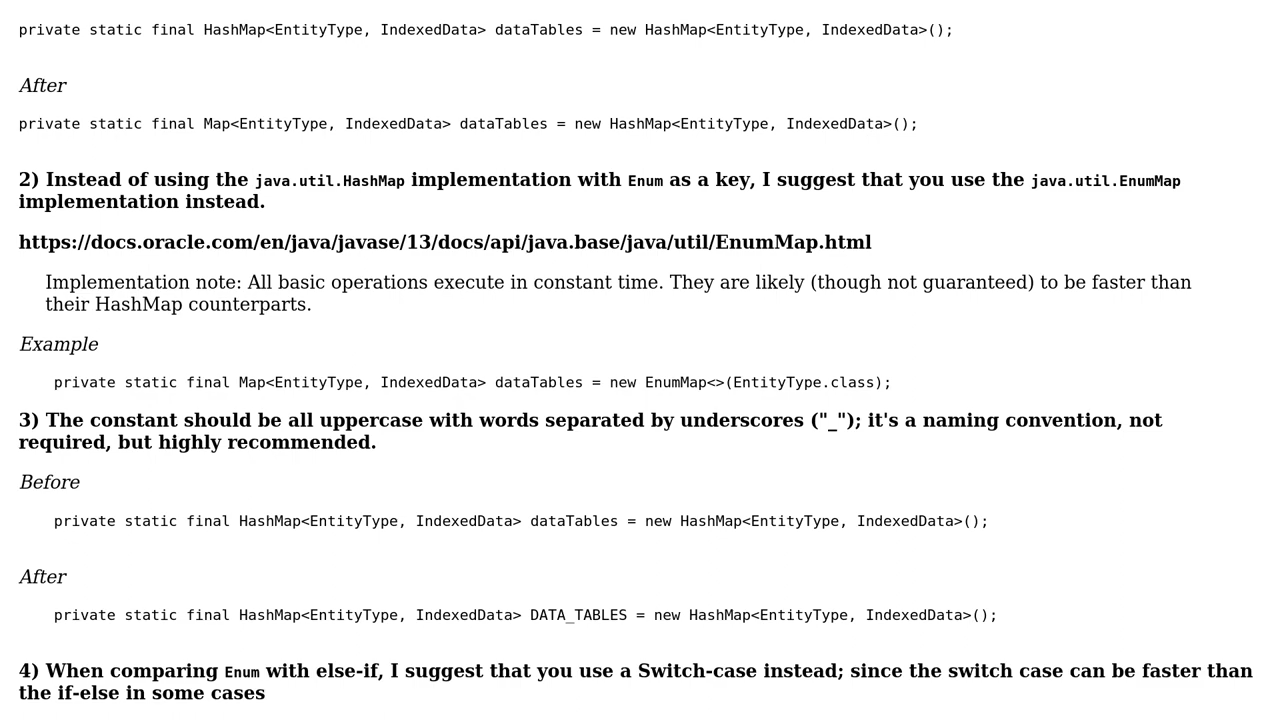 private static final HashMap<EntityType, IndexedData> dataTables = new HashMap<EntityType, IndexedData>();
After
private static final Map<EntityType, IndexedData> dataTables = new HashMap<EntityType, IndexedData>();
2) Instead of using the java.util.HashMap implementation with Enum as a key, I suggest that you use the java.util.EnumMap
implementation instead.
https://docs.oracle.com/en/java/javase/13/docs/api/java.base/java/util/EnumMap.html
Implementation note: All basic operations execute in constant time. They are likely (though not guaranteed) to be faster than
their HashMap counterparts.
Example
private static final Map<EntityType, IndexedData> dataTables = new EnumMap<>(EntityType.class);
3) The constant should be all uppercase with words separated by underscores ("_"); it's a naming convention, not
required, but highly recommended.
Before
private static final HashMap<EntityType, IndexedData> dataTables = new HashMap<EntityType, IndexedData>();
After
private static final HashMap<EntityType, IndexedData> DATA_TABLES = new HashMap<EntityType, IndexedData>();
4) When comparing Enum with else-if, I suggest that you use a Switch-case instead; since the switch case can be faster than
the if-else in some cases